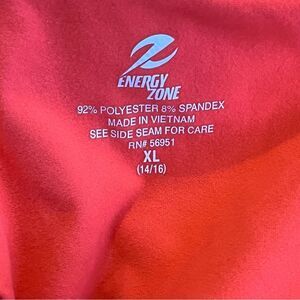 ENERGY
ZONE
92% POLYESTER 8% SPANDEX
MADE IN VIETNAM
SEE SIDE SEAM FOR CARE
RN# 56951
XL
(14/16)